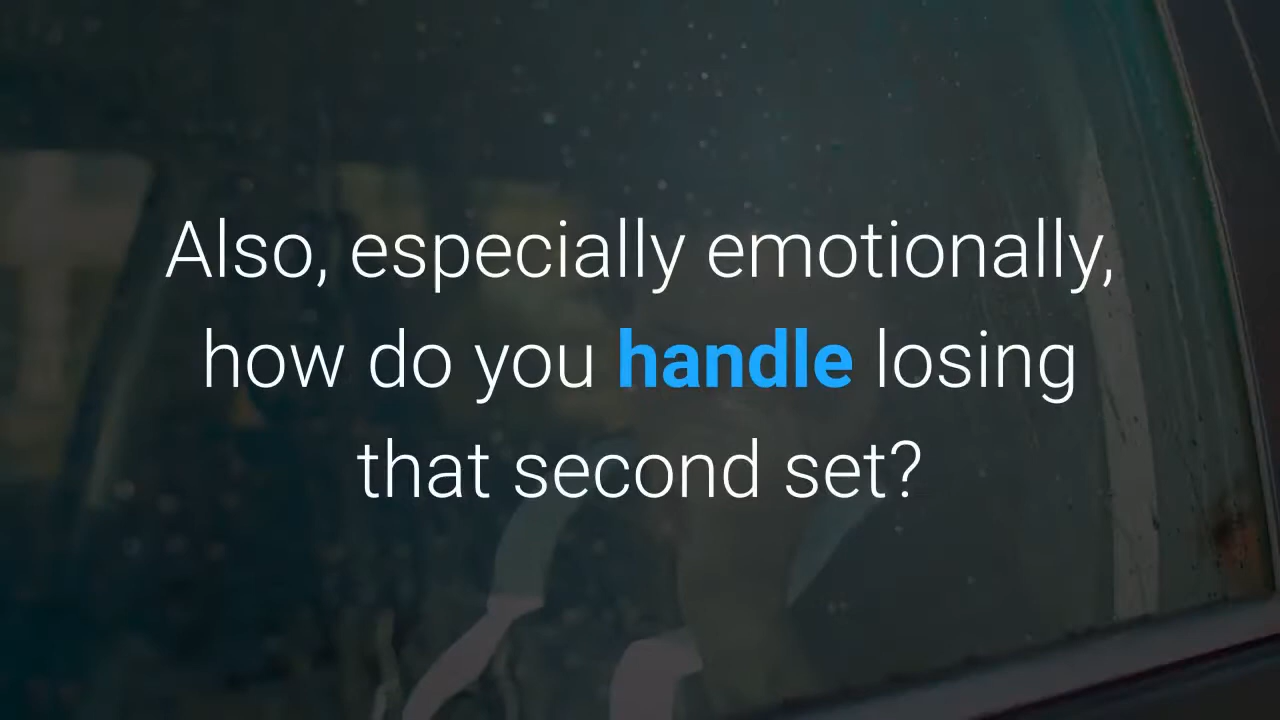 Also, especially emotionally,
how do you handle losing
that second set?